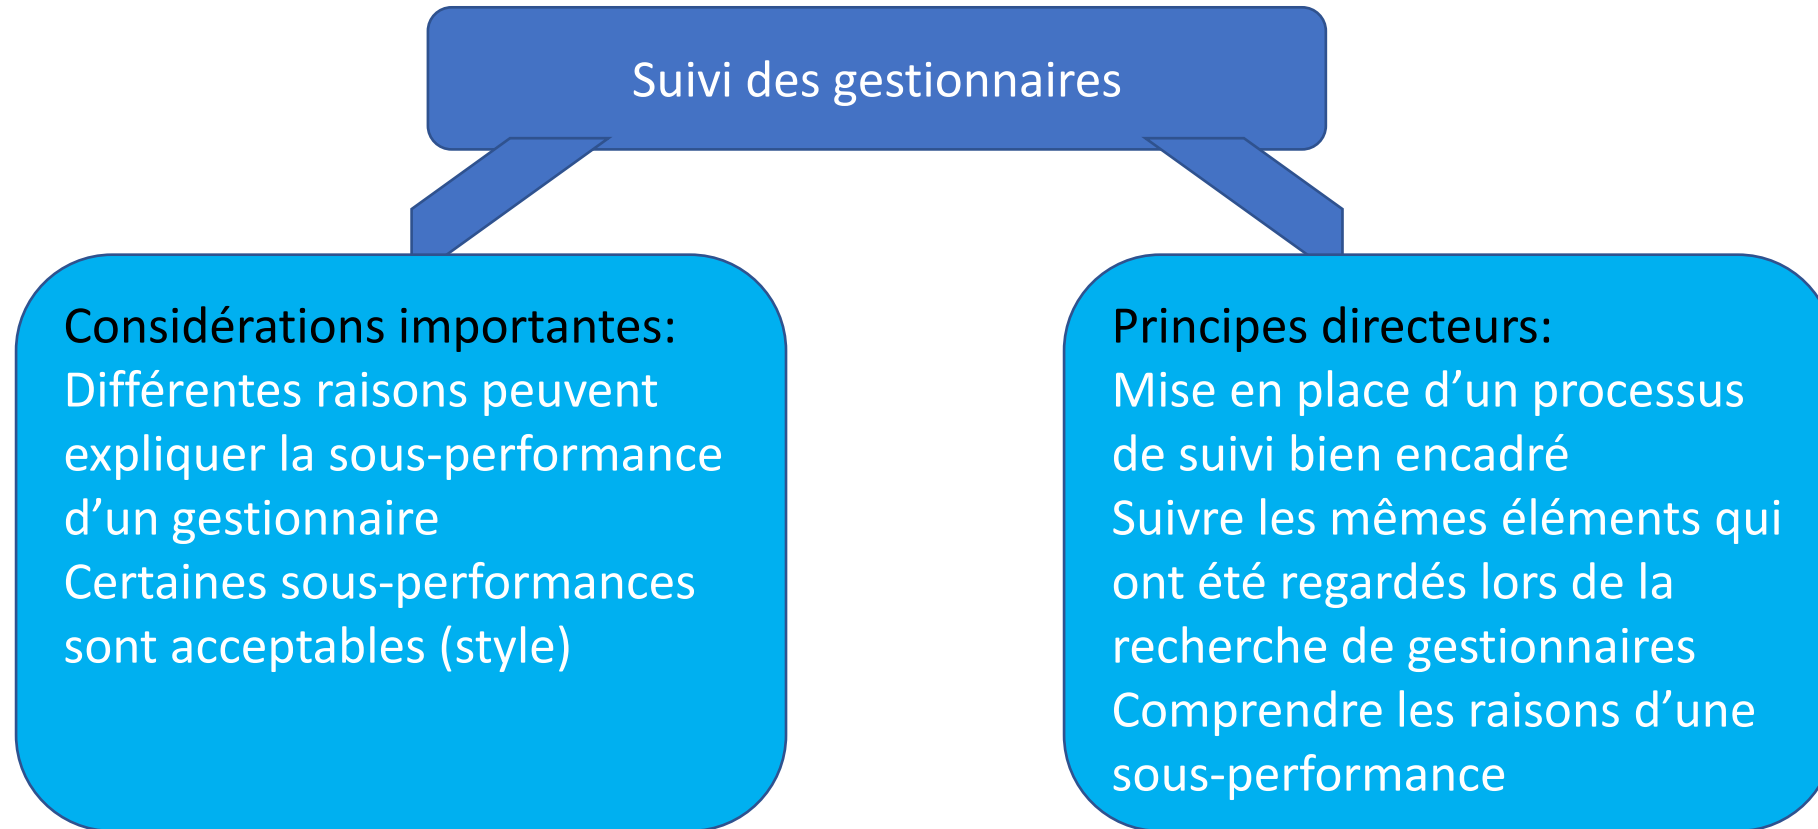 Suivi des gestionnaires
Considérations importantes:
Différentes raisons peuvent
expliquer la sous-performance
d’un gestionnaire
Certaines sous-performances
sont acceptables (style)
Principes directeurs:
Mise en place d’un processus
de suivi bien encadré
Suivre les mêmes éléments qui
ont été regardés lors de la
recherche de gestionnaires
Comprendre les raisons d’une
sous-performance